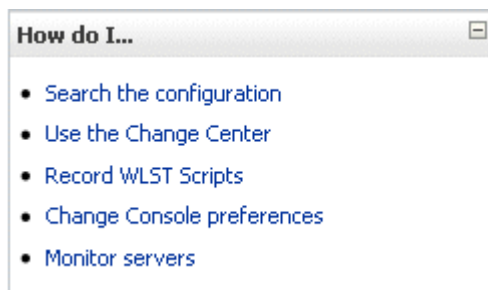 How do I...
Search the configuration
Use the Change Center
Record WLST Scripts
Change Console preferences
Monitor servers